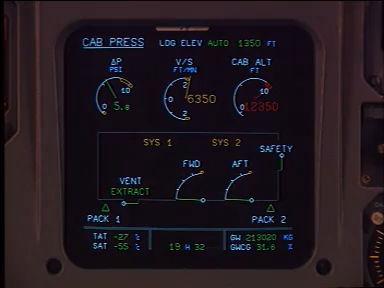 CAB PRESS LDG ELEV AUTO 1350 FT
ΔP V/S CAB ALT
PSI FT/MN FT
10 2 10
0 5.8 0 6350 0 12350
2
SYS 1 SYS 2
SAFETY
FWD AFT
VENT
EXTRACT
PACK 1 PACK 2
TAT -27 °C GW 213020 KG
SAT -55 °C 19 H 32 GWCG 31.6 %